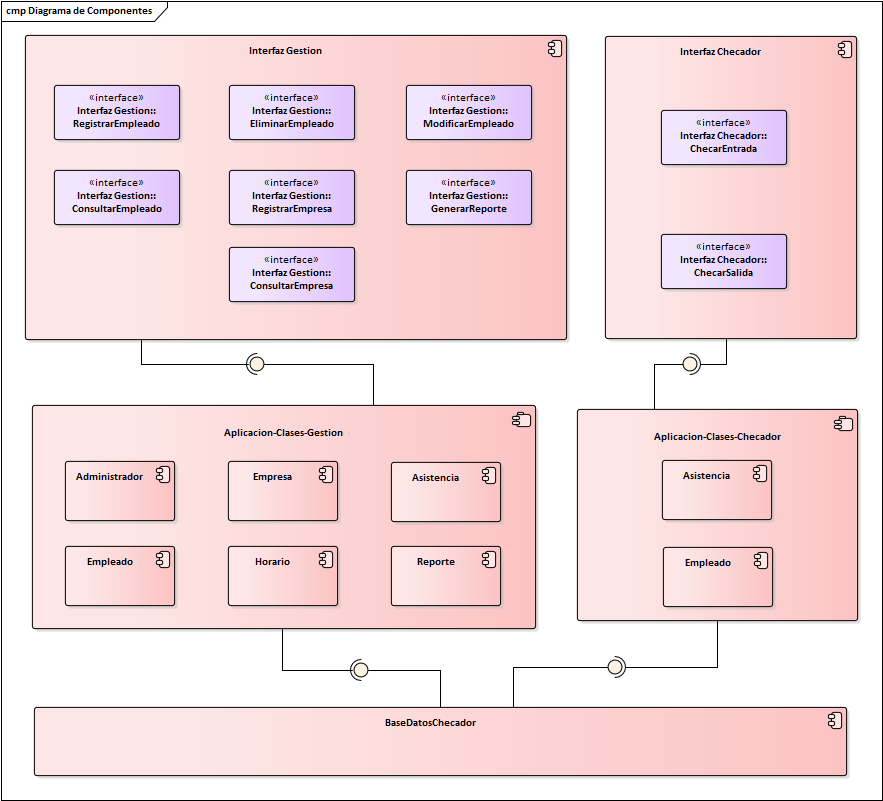 cmp Diagrama de Componentes
Interfaz Gestion
«interface»
Interfaz Gestion::
RegistrarEmpleado
«interface»
Interfaz Gestion::
EliminarEmpleado
«interface»
Interfaz Gestion::
ModificarEmpleado
«interface»
Interfaz Gestion::
ConsultarEmpleado
«interface»
Interfaz Gestion::
RegistrarEmpresa
«interface»
Interfaz Gestion::
GenerarReporte
«interface»
Interfaz Gestion::
ConsultarEmpresa
Interfaz Checador
«interface»
Interfaz Checador::
ChecarEntrada
«interface»
Interfaz Checador::
ChecarSalida
Aplicacion-Clases-Gestion
Administrador
Empresa
Asistencia
Empleado
Horario
Reporte
Aplicacion-Clases-Checador
Asistencia
Empleado
BaseDatosChecador